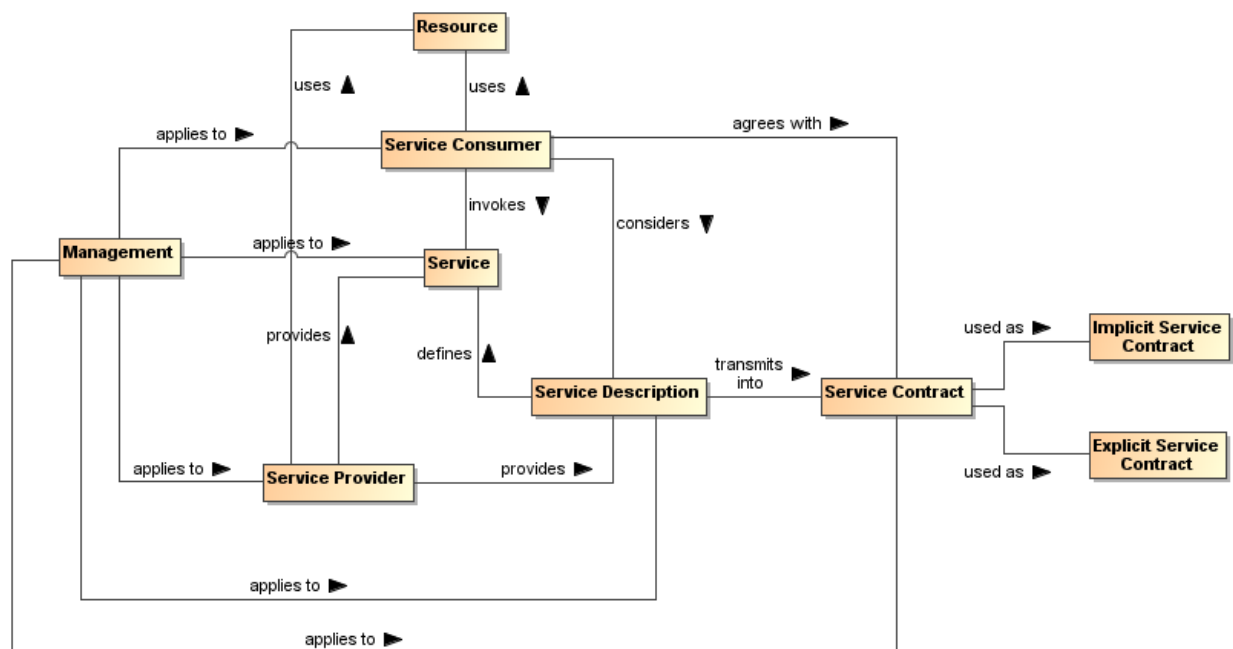 Resource
uses
uses
agrees with
applies to
Service Consumer
invokes
considers
applies to
Management
Service
used as
Implicit Service
Contract
provides
defines
transmits
into
Service Description
Service Contract
Explicit Service
Contract
applies to
Service Provider
provides
used as
applies to
applies to